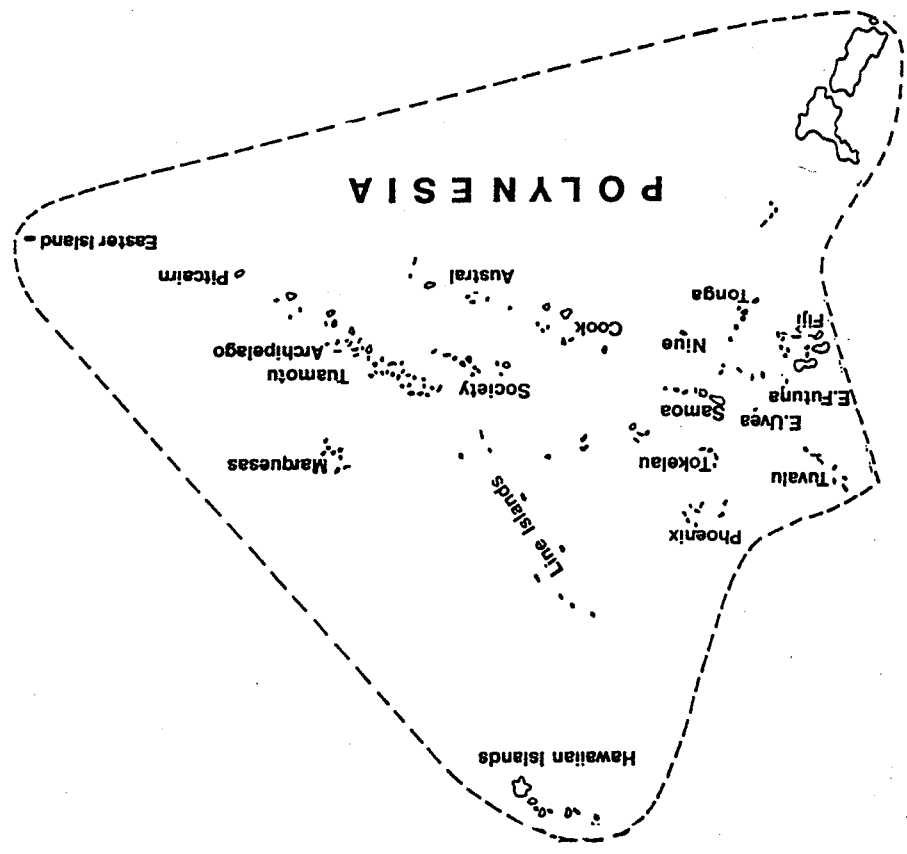 Hawaiian Islands
Line Islands
Phoenix
Tuvalu
Tokelau
Marquesas
E.Uvea
Samoa
E.Futuna
Society
Tuamotu
Archipelago
Fiji
Niue
Cook
Tonga
Austral
Pitcairn
Easter Island
POLYNESIA